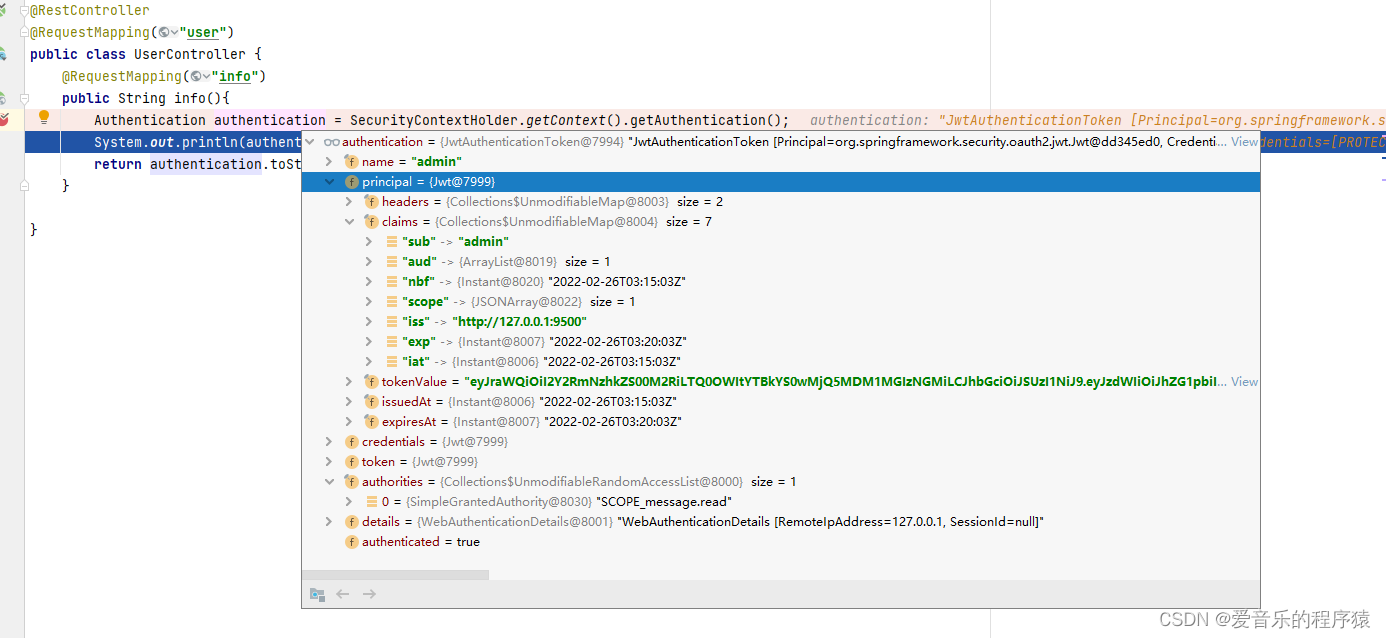 @RestController
@RequestMapping("user")
public class UserController {
@RequestMapping("info")
public String info(){
Authentication authentication = SecurityContextHolder.getContext().getAuthentication(); authentication: "JwtAuthenticationToken [Principal=org.springframework.s
System.out.println(authent
authentication = {JwtAuthenticationToken@7994} "JwtAuthenticationToken [Principal=org.springframework.security.oauth2.jwt.Jwt@dd345ed0, Credenti... View
dentials=[PROTEC
name = "admin"
return authentication.toSt
principal = {Jwt@7999}
}
headers = {Collections$UnmodifiableMap@8003} size = 2
claims = {Collections$UnmodifiableMap@8004} size = 7
}
"sub" -> "admin"
"aud" -> {ArrayList@8019} size = 1
"nbf" -> {Instant@8020} "2022-02-26T03:15:03Z"
"scope" -> {JSONArray@8022} size = 1
"iss" -> "http://127.0.0.1:9500"
"exp" -> {Instant@8007} "2022-02-26T03:20:03Z"
"iat" -> {Instant@8006} "2022-02-26T03:15:03Z"
tokenValue = "eyJraWQiOiI2Y2RmNzhkZS00M2RiLTQ0OWItYTBkYS0wMjQ5MDM1MGIzNGMiLCJhbGciOiJSUzI1NiJ9.eyJzdWIiOiJhZG1pbiI... View
issuedAt = {Instant@8006} "2022-02-26T03:15:03Z"
expiresAt = {Instant@8007} "2022-02-26T03:20:03Z"
credentials = {Jwt@7999}
token = {Jwt@7999}
authorities = {Collections$UnmodifiableRandomAccessList@8000} size = 1
0 = {SimpleGrantedAuthority@8030} "SCOPE_message.read"
details = {WebAuthenticationDetails@8001} "WebAuthenticationDetails [RemoteIpAddress=127.0.0.1, SessionId=null]"
authenticated = true
CSDN @爱音乐的程序猿